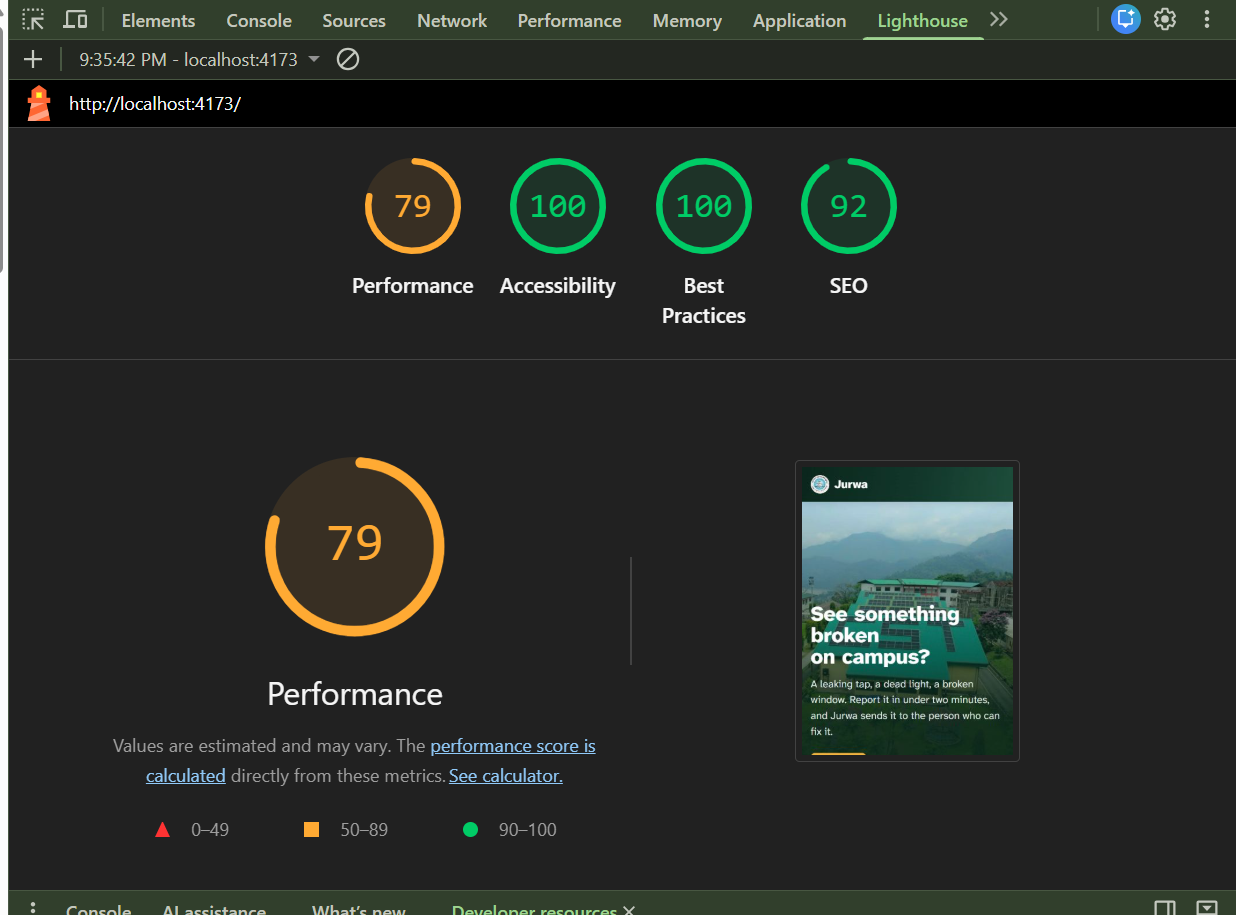 Elements Console Sources Network Performance Memory Application Lighthouse
9:35:42 PM - localhost:4173
http://localhost:4173/
79 100 100 92
Performance Accessibility Best Practices SEO
79
Performance
Values are estimated and may vary. The performance score is
calculated directly from these metrics. See calculator.
0–49 50–89 90–100
Jurwa
See something
broken
on campus?
A leaking tap, a dead light, a broken
window. Report it in under two minutes,
and Jurwa sends it to the person who can
fix it.
Console AI assistance What's new Developer resources